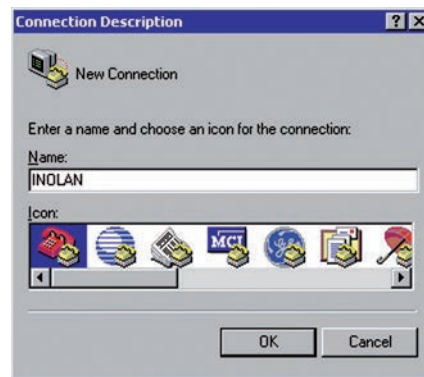 Connection Description
New Connection
Enter a name and choose an icon for the connection:
Name:
INOLAN
Icon:
MCI
OK Cancel